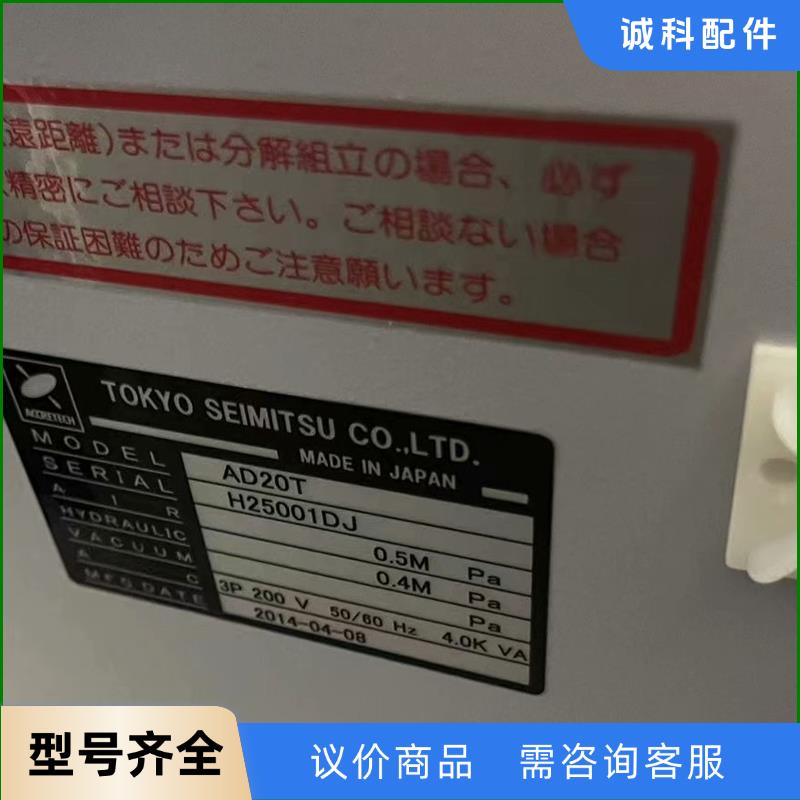 诚科配件
遠距離)または分解組立の場合、必ず
精密にご相談下さい。ご相談ない場合
の保証困難のためご注意願います。
ACCRETECH
TOKYO SEIMITSU CO.,LTD.
MADE IN JAPAN
MODEL AD20T
SERIAL H25001DJ
AIR 0.5M Pa
HYDRAULIC 0.4M Pa
VACUUM Pa
AC 3P 200 V 50/60 Hz 4.0K VA
MFG DATE 2014-04-08
型号齐全
议价商品 需咨询客服